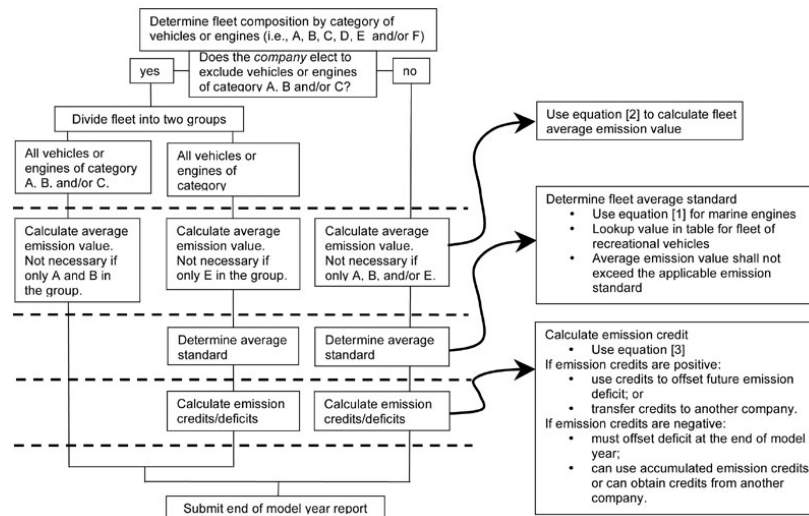 Determine fleet composition by category of
vehicles or engines (i.e., A, B, C, D, E and/or F)
Does the company elect to
exclude vehicles or engines
of category A. B and/or C?
yes
no
Divide fleet into two groups
All vehicles or
engines of category
A. B. and/or C.
All vehicles or
engines of
category
Calculate average
emission value.
Not necessary if
only A and B in
the group.
Calculate average
emission value.
Not necessary if
only E in the group.
Calculate average
emission value.
Not necessary if
only A, B, and/or E.
Determine average
standard
Determine average
standard
Calculate emission
credits/deficits
Calculate emission
credits/deficits
Submit end of model year report
Use equation [2] to calculate fleet
average emission value
Determine fleet average standard
• Use equation [1] for marine engines
• Lookup value in table for fleet of
recreational vehicles
• Average emission value shall not
exceed the applicable emission
standard
Calculate emission credit
• Use equation [3]
If emission credits are positive:
• use credits to offset future emission
deficit; or
• transfer credits to another company.
If emission credits are negative:
• must offset deficit at the end of model
year;
• can use accumulated emission credits
or can obtain credits from another
company.